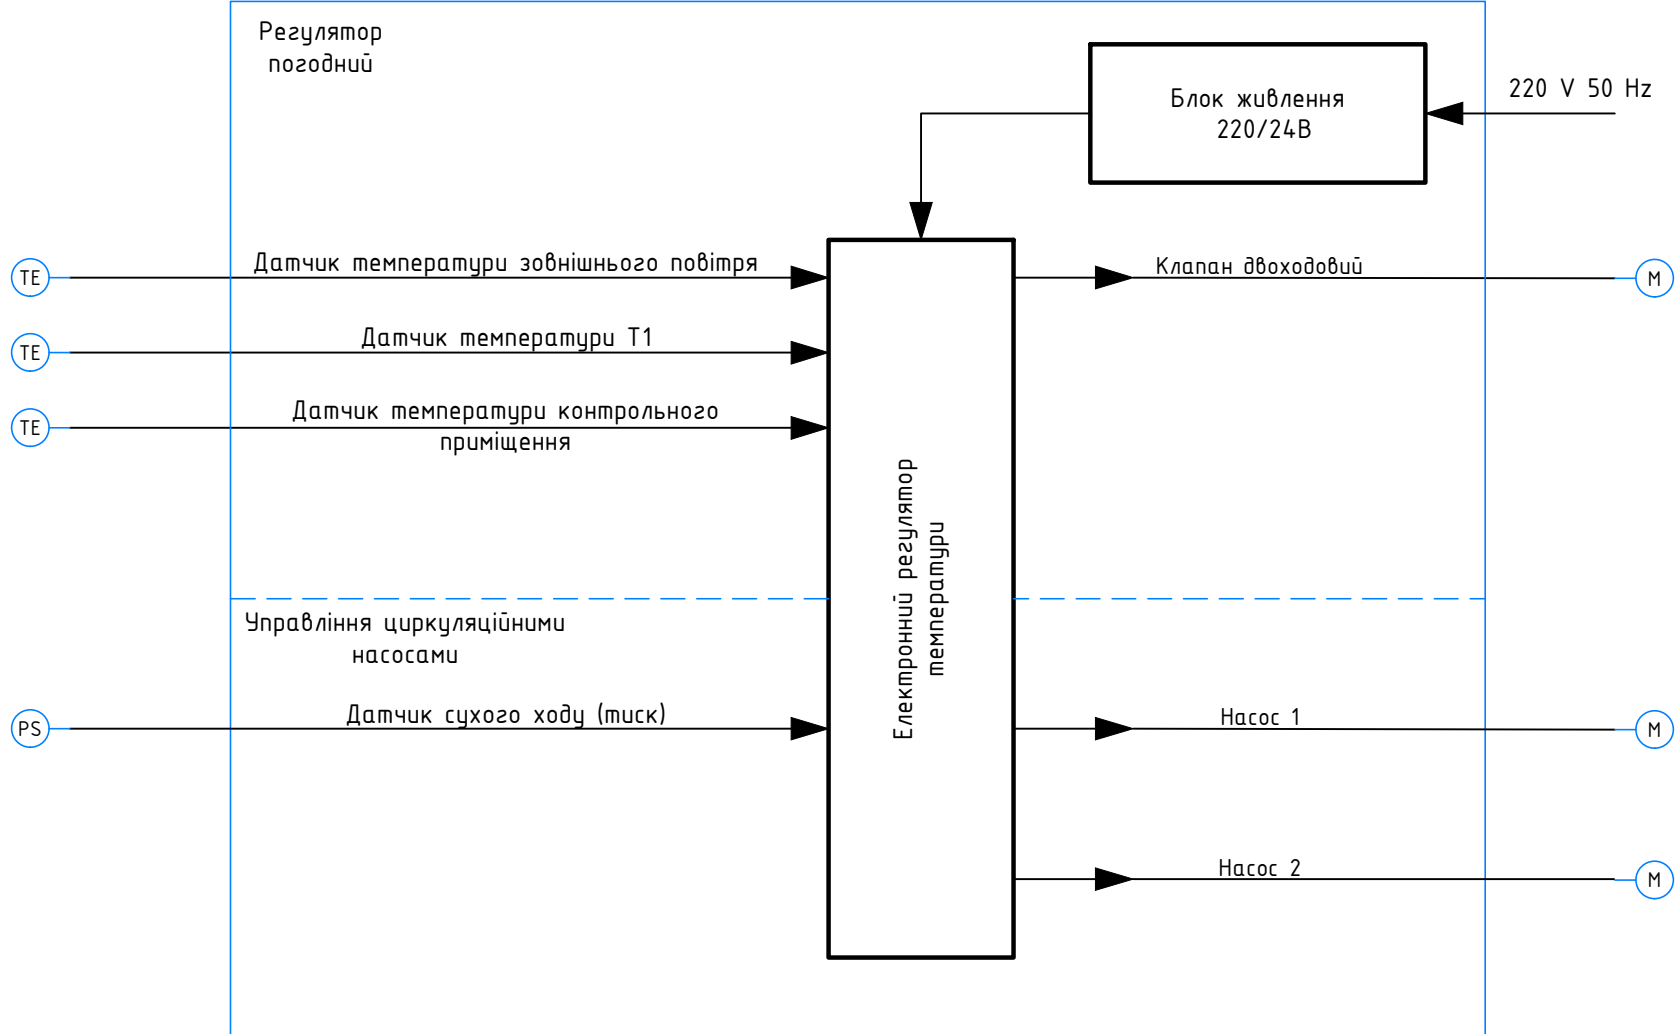 Регулятор
погодний
Блок живлення
220/24В
220 V 50 Hz
TE
Датчик температури зовнішнього повітря
Клапан двоходовий
M
TE
Датчик температури Т1
TE
Датчик температури контрольного
приміщення
Електронний регулятор
температури
Управління циркуляційними
насосами
PS
Датчик сухого ходу (тиск)
Насос 1
M
Насос 2
M